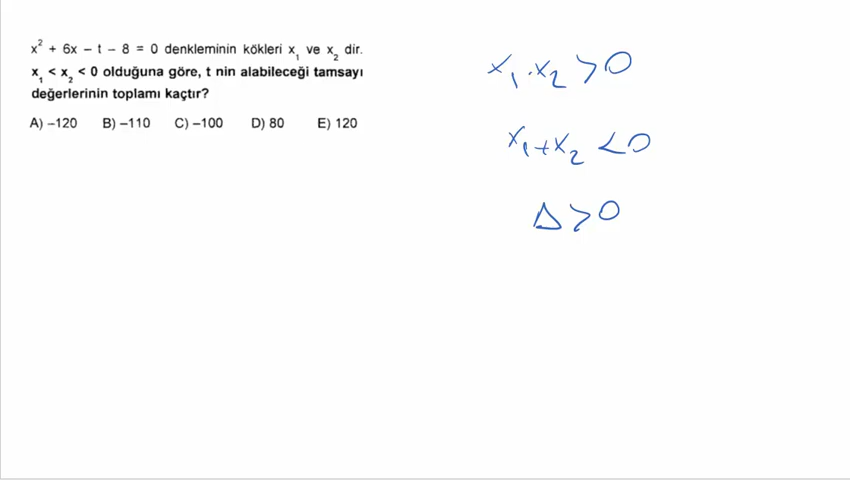 x² + 6x − t − 8 = 0 denkleminin kökleri x₁ ve x₂ dir.
x₁ < x₂ < 0 olduğuna göre, t nin alabileceği tamsayı
değerlerinin toplamı kaçtır?
A) −120 B) −110 C) −100 D) 80 E) 120
x₁ . x₂ > 0
x₁ + x₂ < 0
Δ > 0